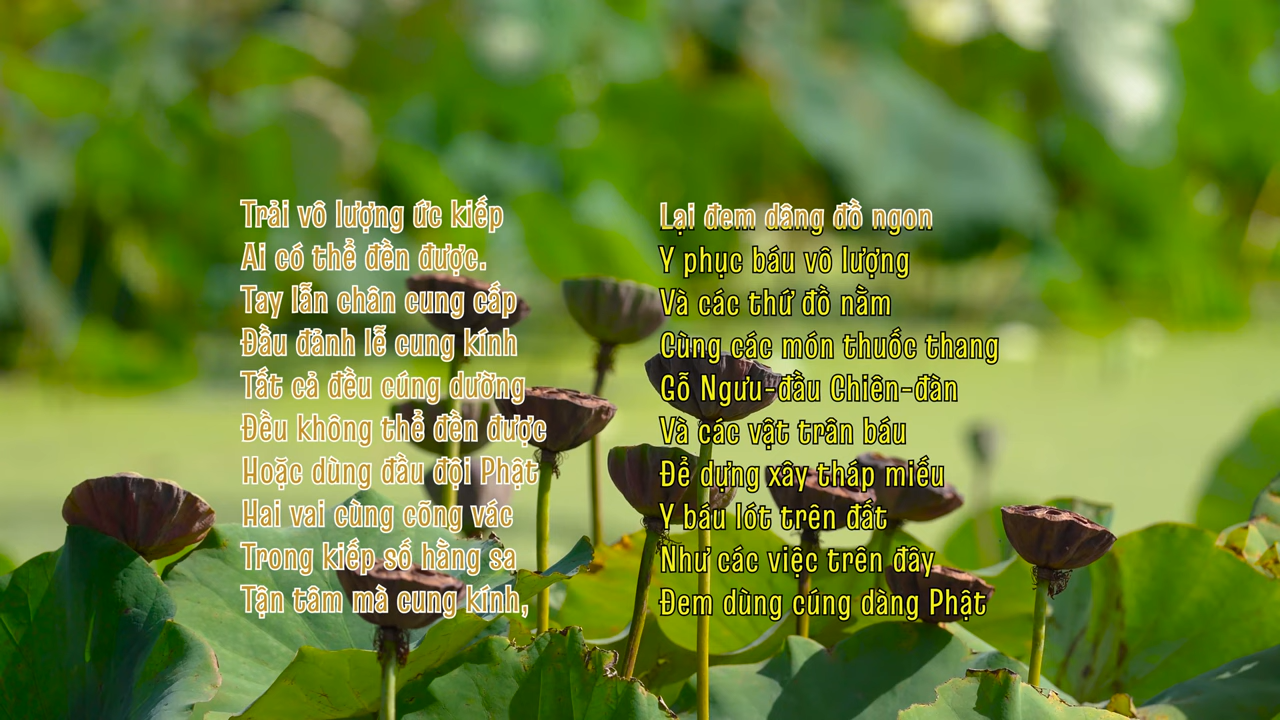 Trải vô lượng ức kiếp
Ai có thể đền được.
Tay lẫn chân cung cấp
Đầu đảnh lễ cung kính
Tất cả đều cúng dường
Đều không thể đền được
Hoặc dùng đầu đội Phật
Hai vai cùng cõng vác
Trong kiếp số hằng sa
Tận tâm mà cung kính,
Lại đem dâng đồ ngon
Y phục báu vô lượng
Và các thứ đồ nằm
Cùng các món thuốc thang
Gỗ Ngưu-đầu Chiên-đàn
Và các vật trân báu
Để dựng xây tháp miếu
Y báu lót trên đất
Như các việc trên đây
Đem dùng cúng dàng Phật